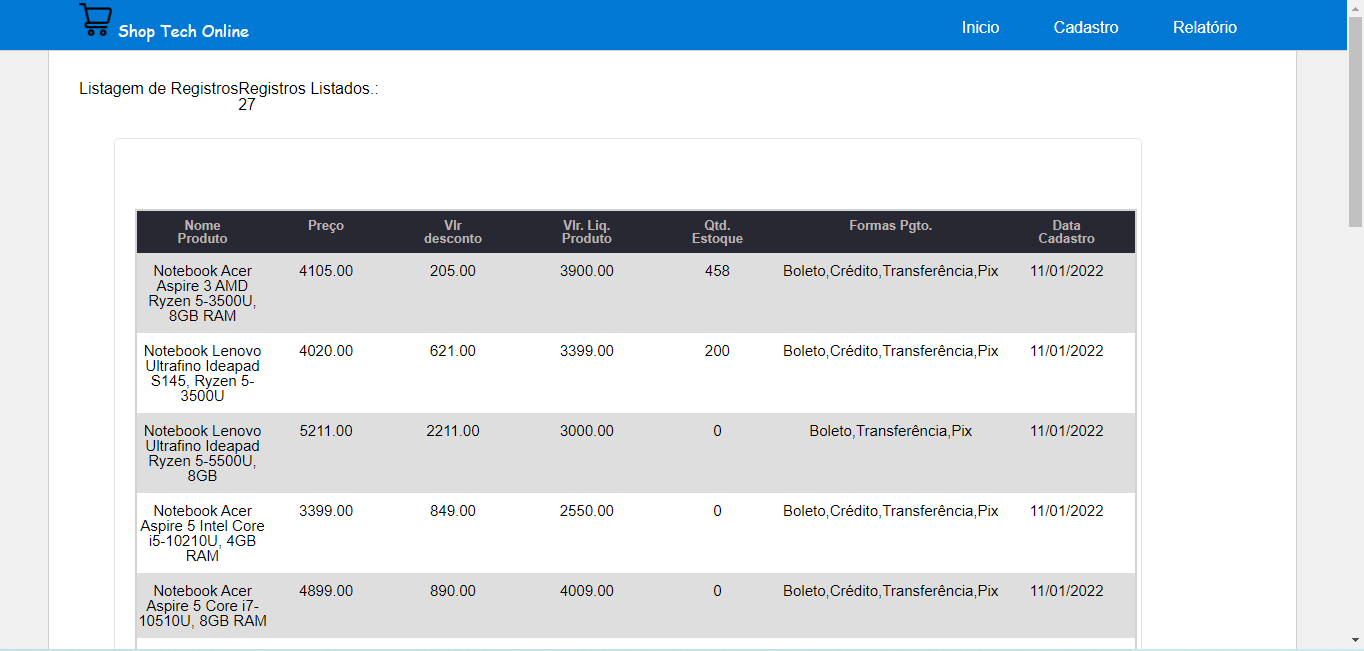 Shop Tech Online
Inicio Cadastro Relatório
Listagem de RegistrosRegistros Listados.:
27
Nome Produto Preço Vlr desconto Vlr. Liq. Produto Qtd. Estoque Formas Pgto. Data Cadastro
Notebook Acer 4105.00 205.00 3900.00 458 Boleto,Crédito,Transferência,Pix 11/01/2022
Aspire 3 AMD
Ryzen 5-3500U,
8GB RAM
Notebook Lenovo 4020.00 621.00 3399.00 200 Boleto,Crédito,Transferência,Pix 11/01/2022
Ultrafino Ideapad
S145, Ryzen 5-
3500U
Notebook Lenovo 5211.00 2211.00 3000.00 0 Boleto,Transferência,Pix 11/01/2022
Ultrafino Ideapad
Ryzen 5-5500U,
8GB
Notebook Acer 3399.00 849.00 2550.00 0 Boleto,Crédito,Transferência,Pix 11/01/2022
Aspire 5 Intel Core
i5-10210U, 4GB
RAM
Notebook Acer 4899.00 890.00 4009.00 0 Boleto,Crédito,Transferência,Pix 11/01/2022
Aspire 5 Core i7-
10510U, 8GB RAM